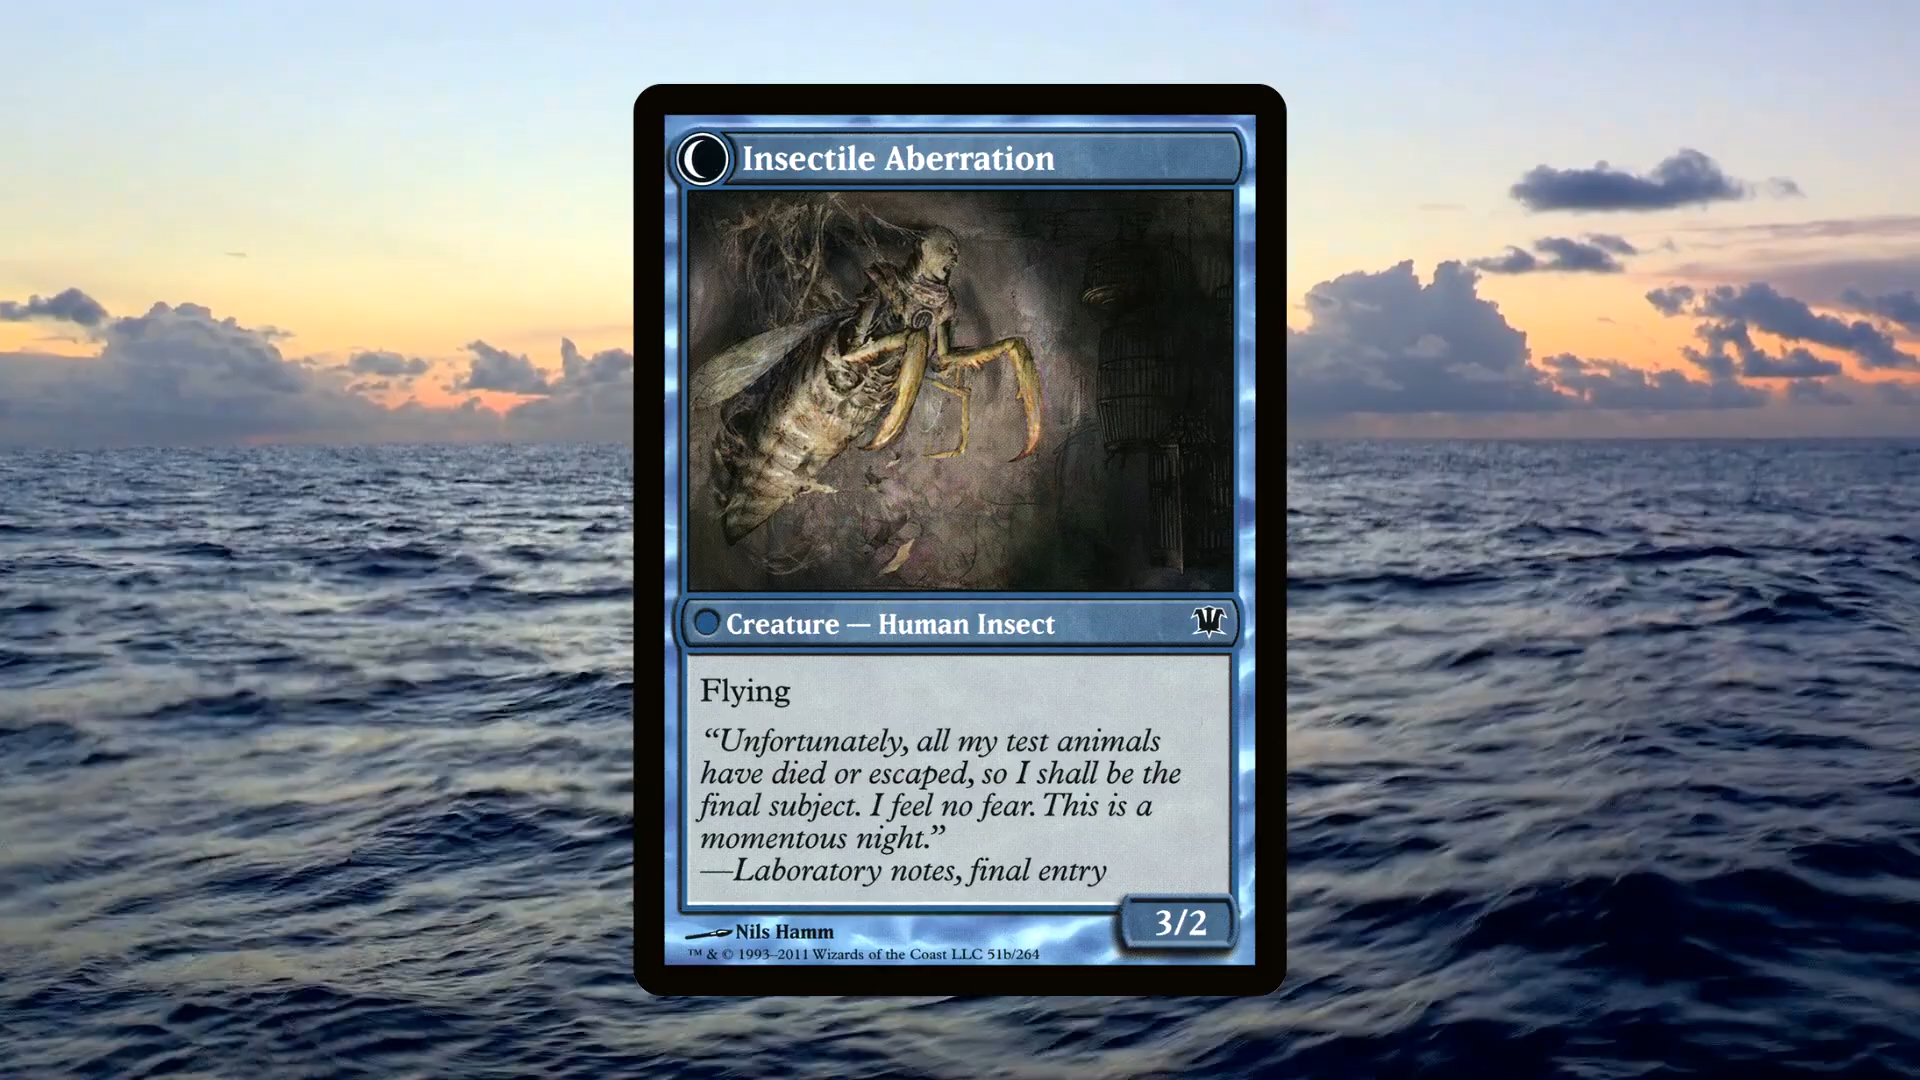 Insectile Aberration
Creature — Human Insect
Flying
“Unfortunately, all my test animals
have died or escaped, so I shall be the
final subject. I feel no fear. This is a
momentous night.”
—Laboratory notes, final entry
3/2
Nils Hamm
™ & © 1993–2011 Wizards of the Coast LLC 51b/264